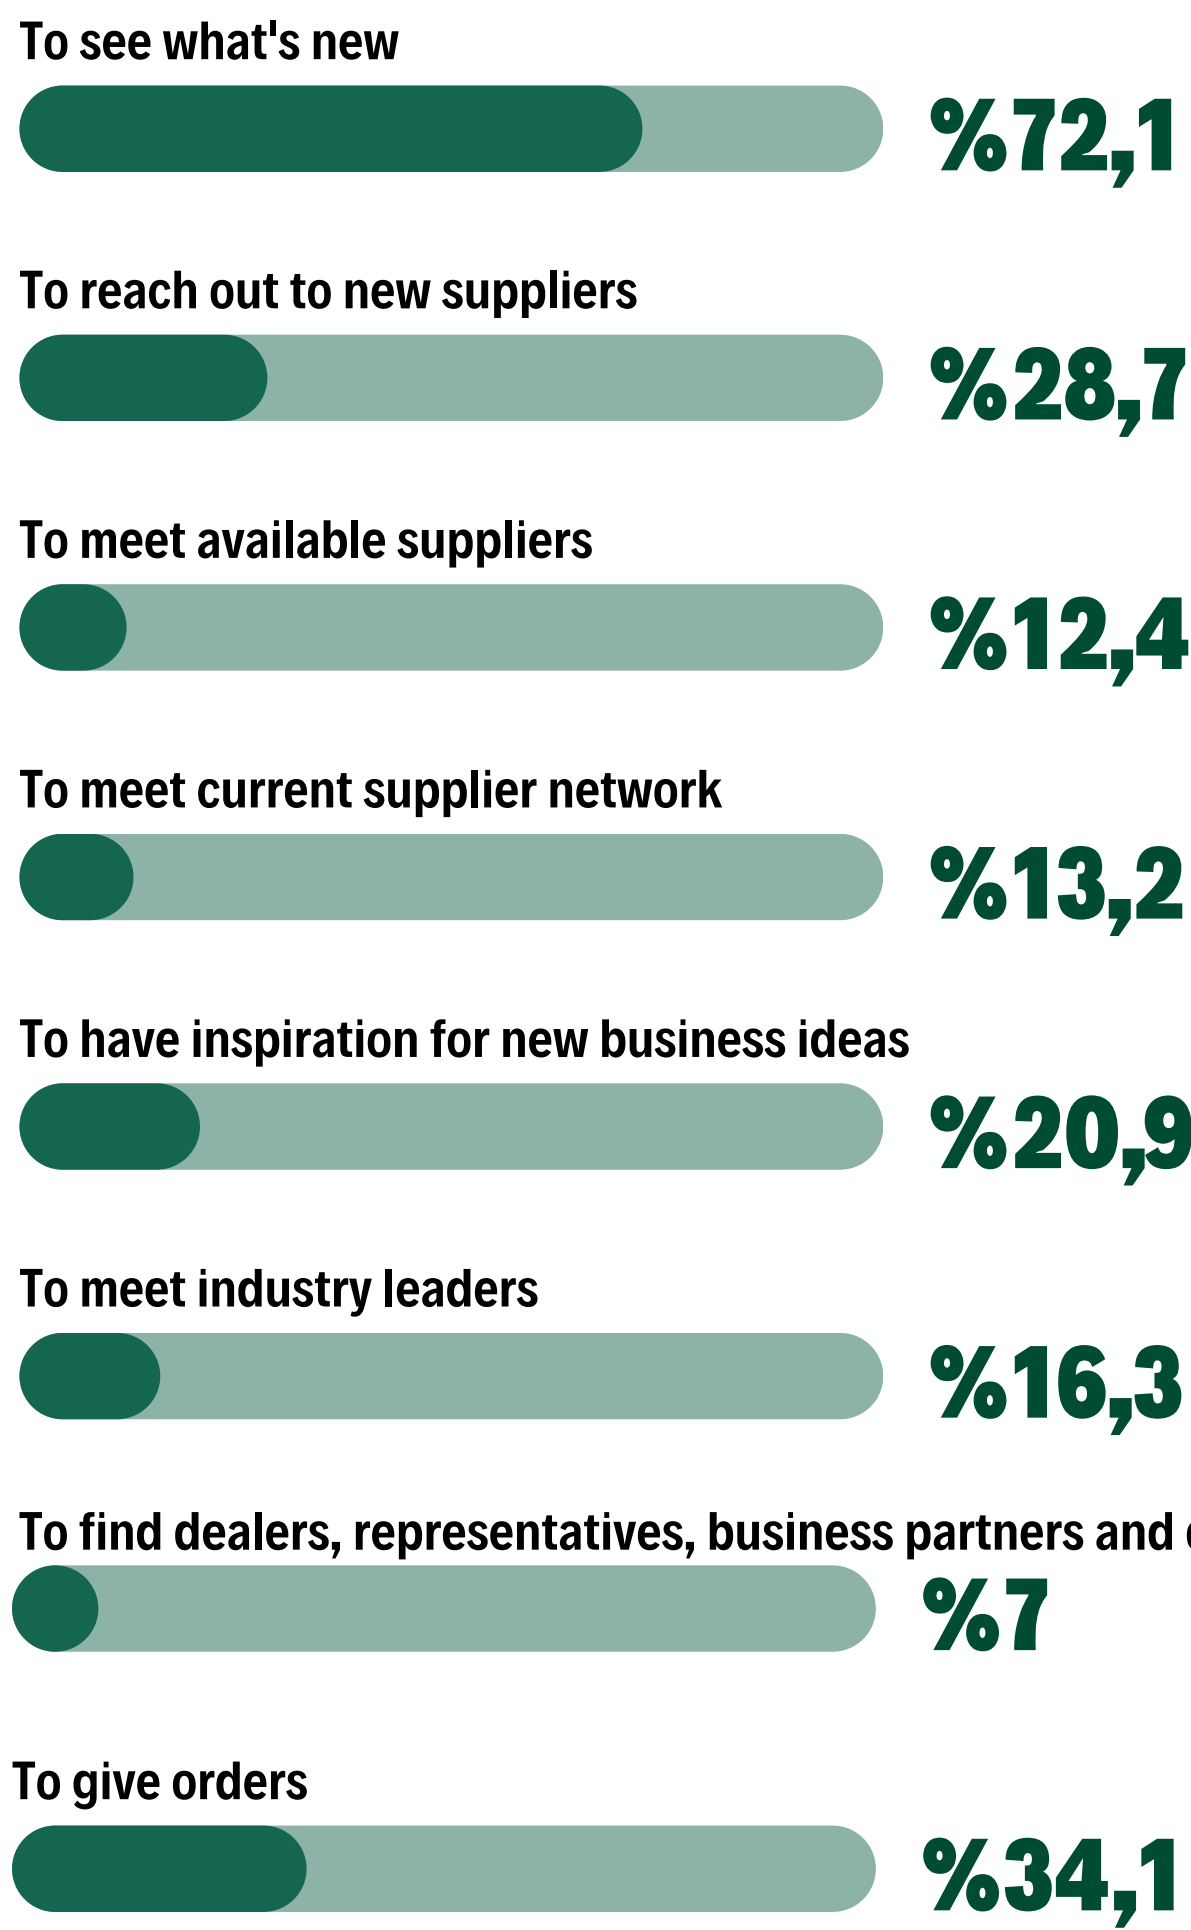 To see what's new
%72,1
To reach out to new suppliers
%28,7
To meet available suppliers
%12,4
To meet current supplier network
%13,2
To have inspiration for new business ideas
%20,9
To meet industry leaders
%16,3
To find dealers, representatives, business partners and
%7
To give orders
%34,1